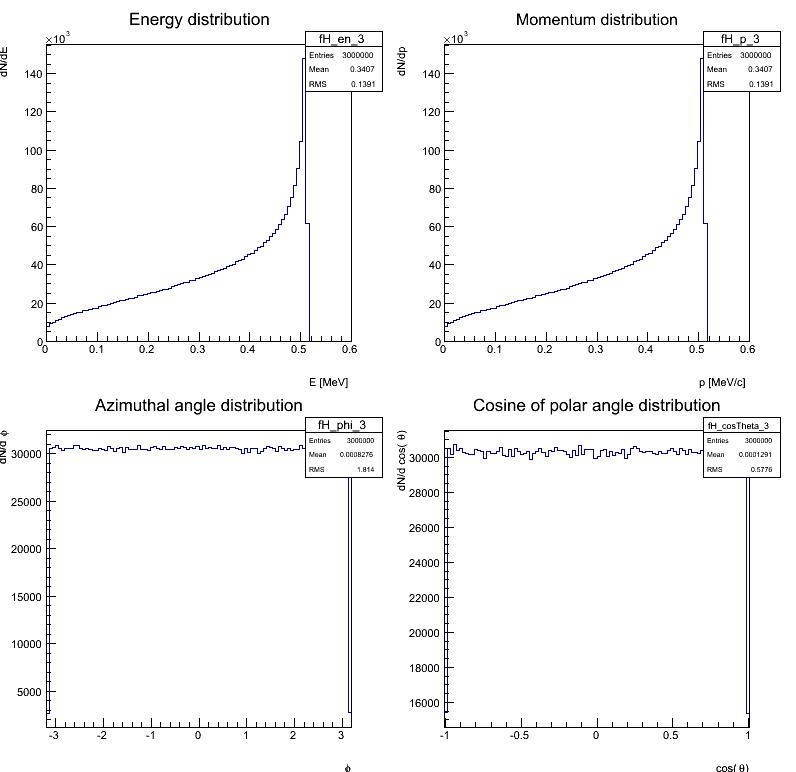 Energy distribution
×10³
fH_en_3
Entries 3000000
Mean 0.3407
RMS 0.1391
dN/dE
140
120
100
80
60
40
20
0
0 0.1 0.2 0.3 0.4 0.5 0.6
E [MeV]
Momentum distribution
×10³
fH_p_3
Entries 3000000
Mean 0.3407
RMS 0.1391
dN/dp
140
120
100
80
60
40
20
0
0 0.1 0.2 0.3 0.4 0.5 0.6
p [MeV/c]
Azimuthal angle distribution
fH_phi_3
Entries 3000000
Mean 0.0008276
RMS 1.814
dN/d ϕ
30000
25000
20000
15000
10000
5000
-3 -2 -1 0 1 2 3
ϕ
Cosine of polar angle distribution
fH_cosTheta_3
Entries 3000000
Mean 0.0001291
RMS 0.5776
dN/d cos( θ)
30000
28000
26000
24000
22000
20000
18000
16000
-1 -0.5 0 0.5 1
cos( θ)